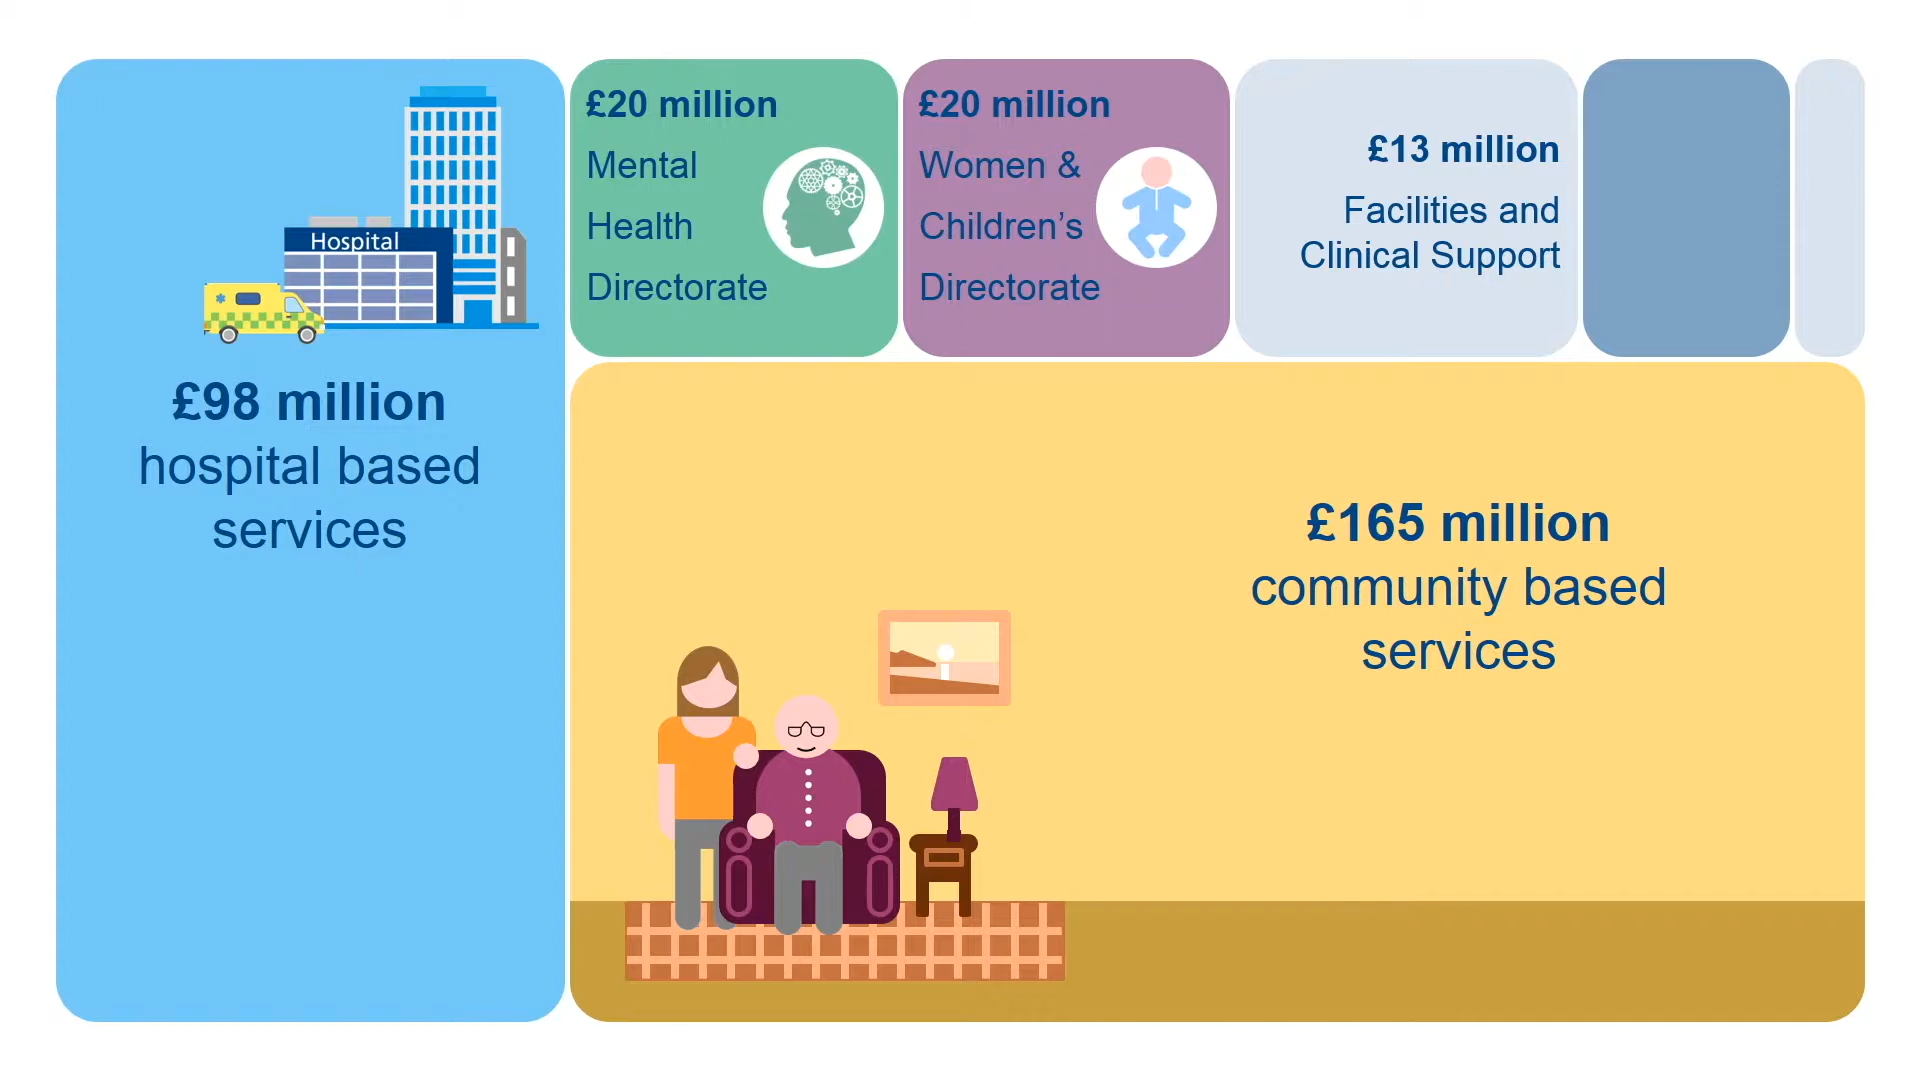 Hospital
£98 million
hospital based
services
£20 million
Mental
Health
Directorate
£20 million
Women &
Children’s
Directorate
£13 million
Facilities and
Clinical Support
£165 million
community based
services